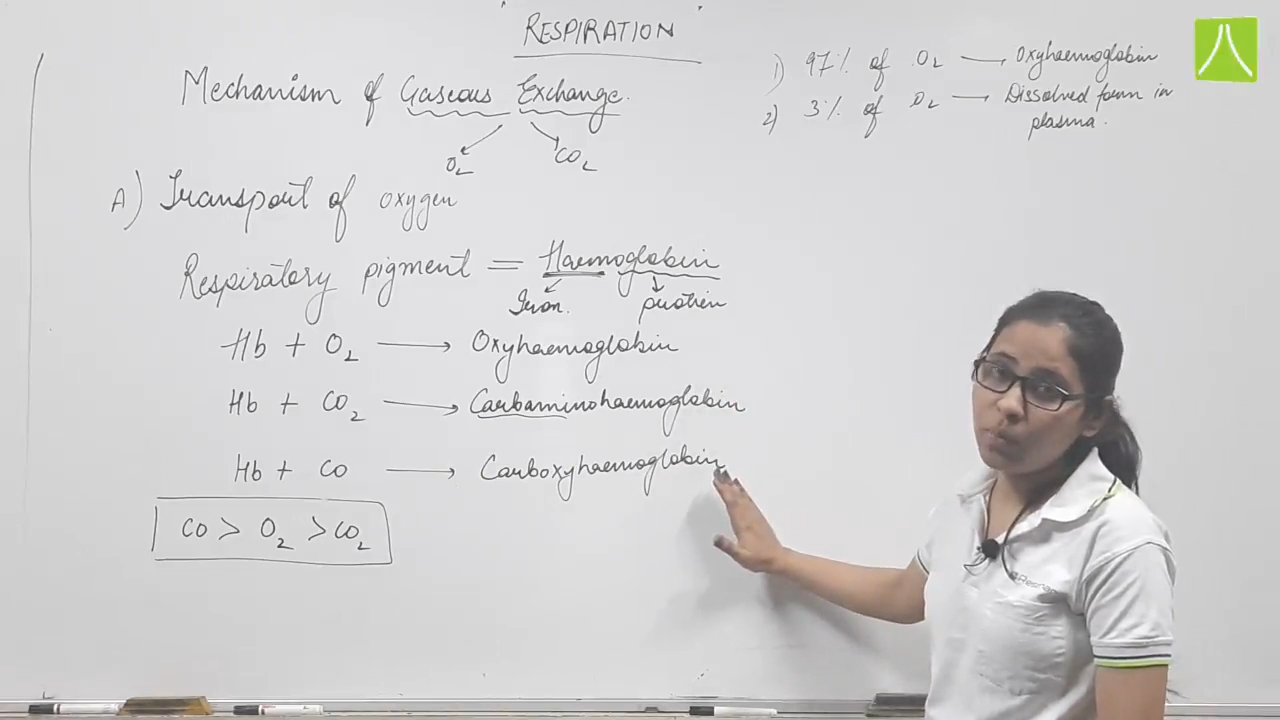 RESPIRATION
Mechanism of Gaseous Exchange.
O₂ CO₂
A) Transport of oxygen
Respiratory pigment = Haemoglobin
Iron. protien
Hb + O₂ → Oxyhaemoglobin
Hb + CO₂ → Carbaminohaemoglobin
Hb + CO → Carboxyhaemoglobin
CO > O₂ > CO₂
1) 97% of O₂ → Oxyhaemoglobin
2) 3% of O₂ → Dissolved form in
plasma.